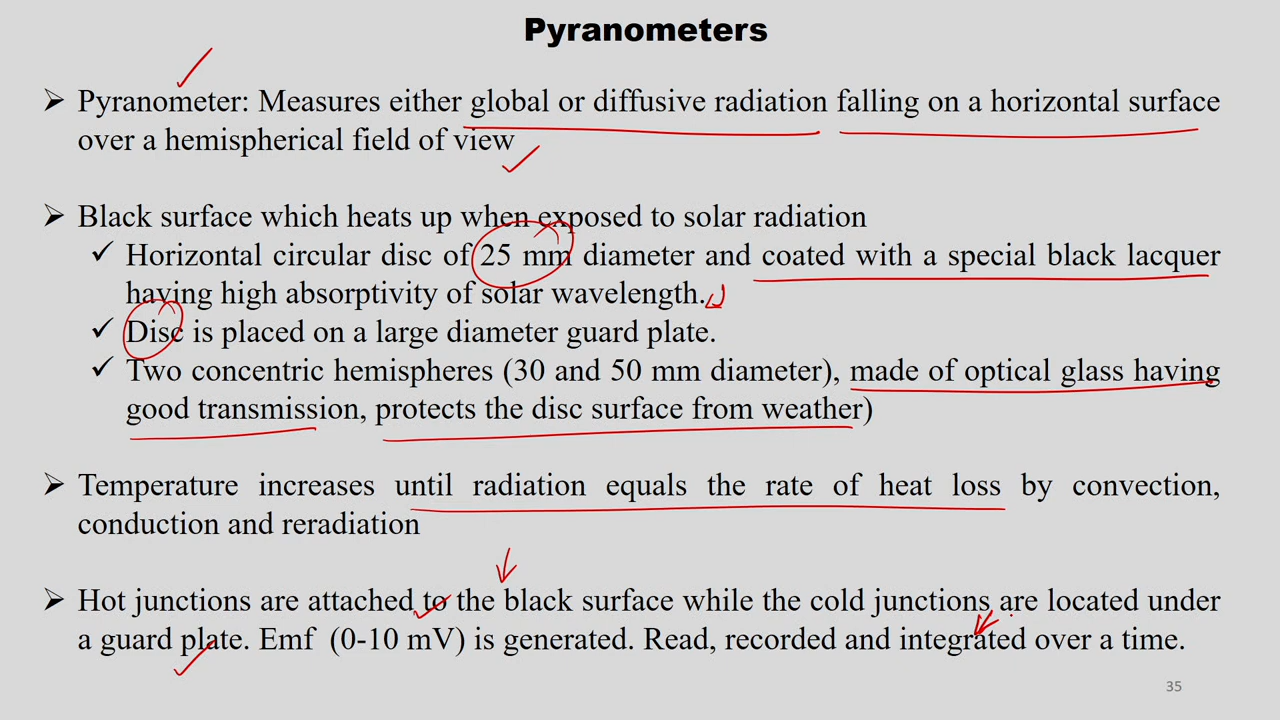 Pyranometers
➢ Pyranometer: Measures either global or diffusive radiation falling on a horizontal surface
over a hemispherical field of view
➢ Black surface which heats up when exposed to solar radiation
✓ Horizontal circular disc of 25 mm diameter and coated with a special black lacquer
having high absorptivity of solar wavelength.
✓ Disc is placed on a large diameter guard plate.
✓ Two concentric hemispheres (30 and 50 mm diameter), made of optical glass having
good transmission, protects the disc surface from weather)
➢ Temperature increases until radiation equals the rate of heat loss by convection,
conduction and reradiation
➢ Hot junctions are attached to the black surface while the cold junctions are located under
a guard plate. Emf (0-10 mV) is generated. Read, recorded and integrated over a time.
35